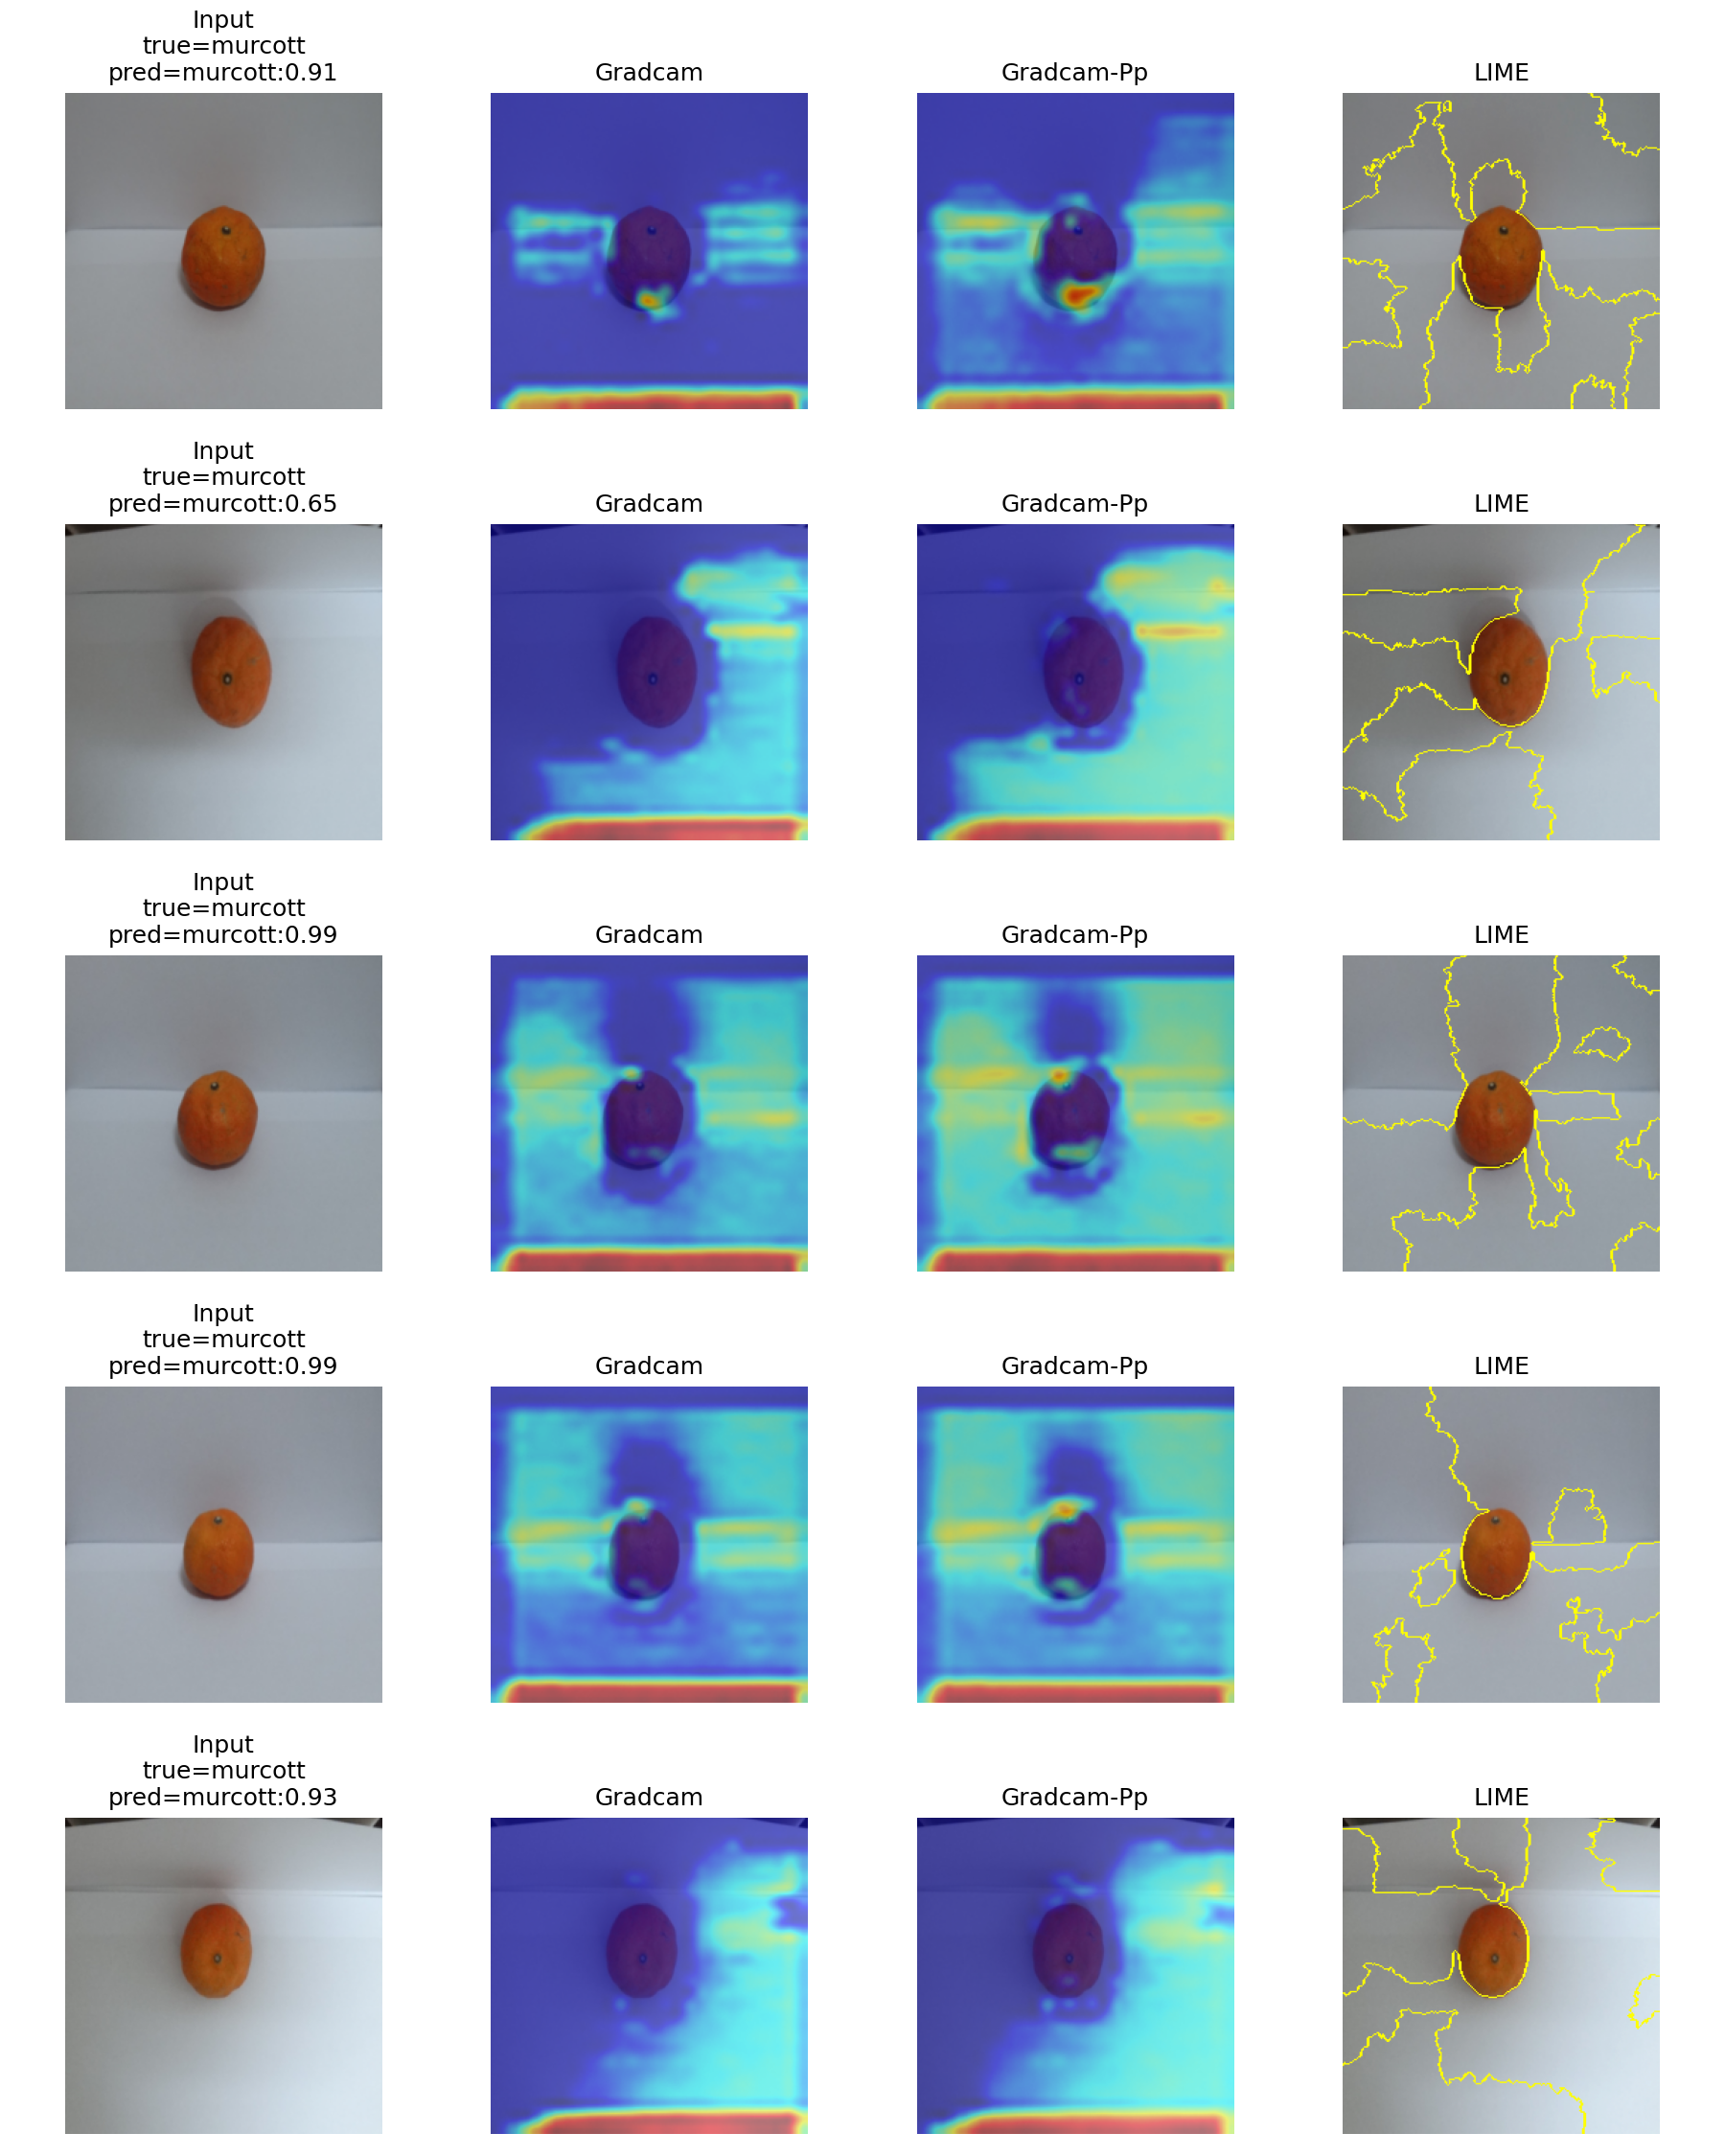 Input
true=murcott
pred=murcott:0.91
Gradcam
Gradcam-Pp
LIME
Input
true=murcott
pred=murcott:0.65
Gradcam
Gradcam-Pp
LIME
Input
true=murcott
pred=murcott:0.99
Gradcam
Gradcam-Pp
LIME
Input
true=murcott
pred=murcott:0.99
Gradcam
Gradcam-Pp
LIME
Input
true=murcott
pred=murcott:0.93
Gradcam
Gradcam-Pp
LIME